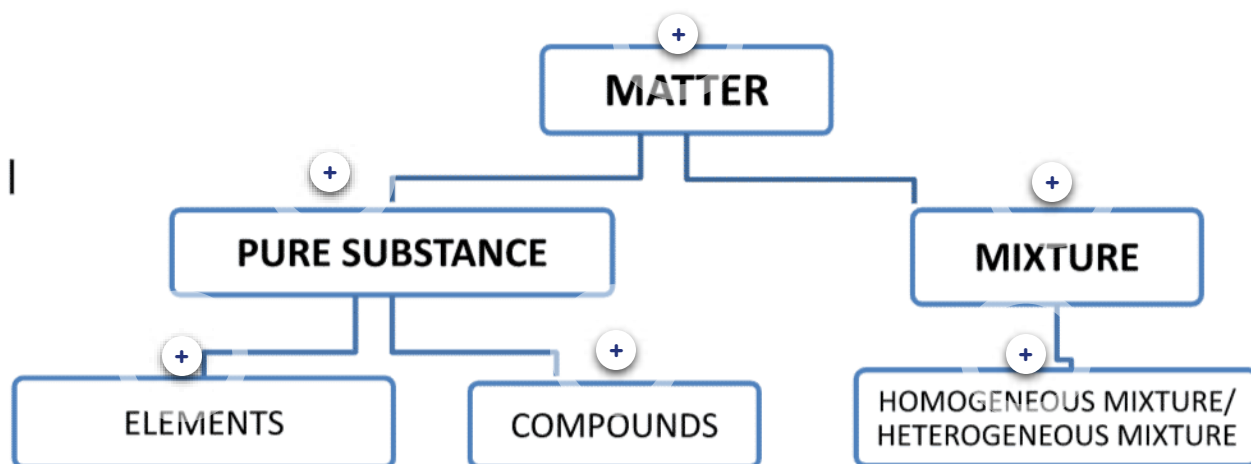 MATTER
PURE SUBSTANCE
MIXTURE
ELEMENTS
COMPOUNDS
HOMOGENEOUS MIXTURE/
HETEROGENEOUS MIXTURE